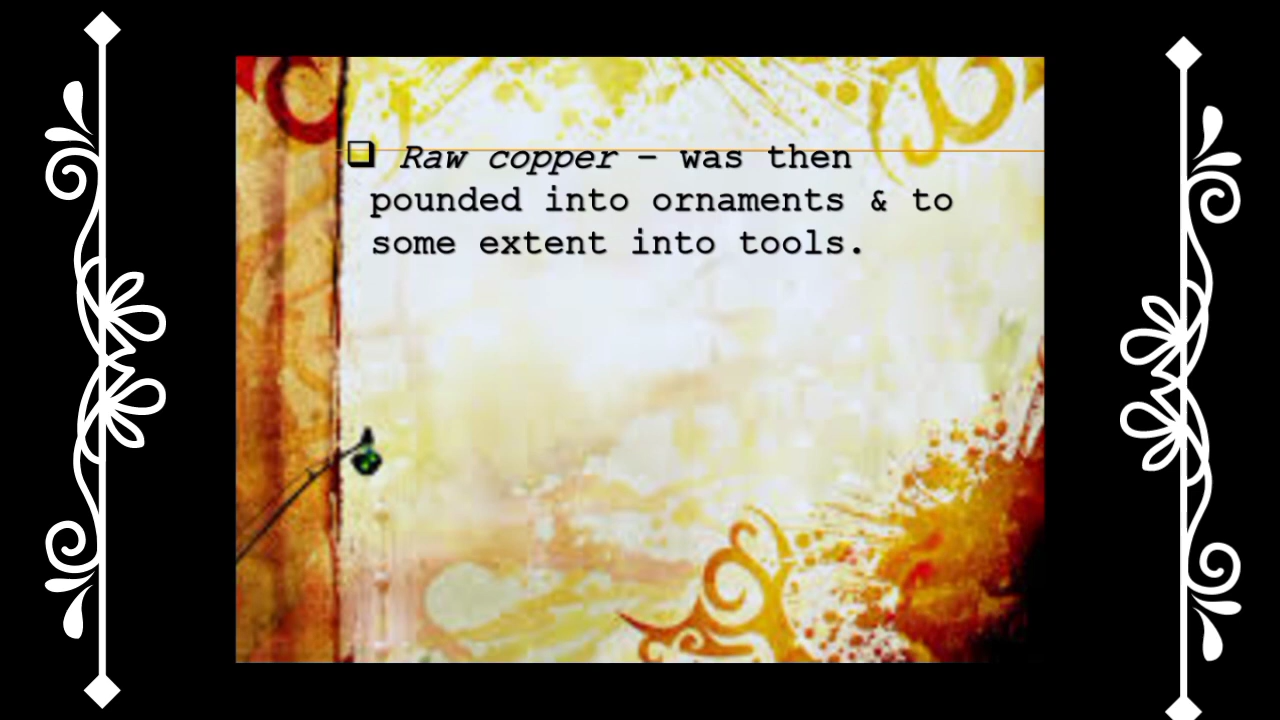 ❑ Raw copper – was then
pounded into ornaments & to
some extent into tools.